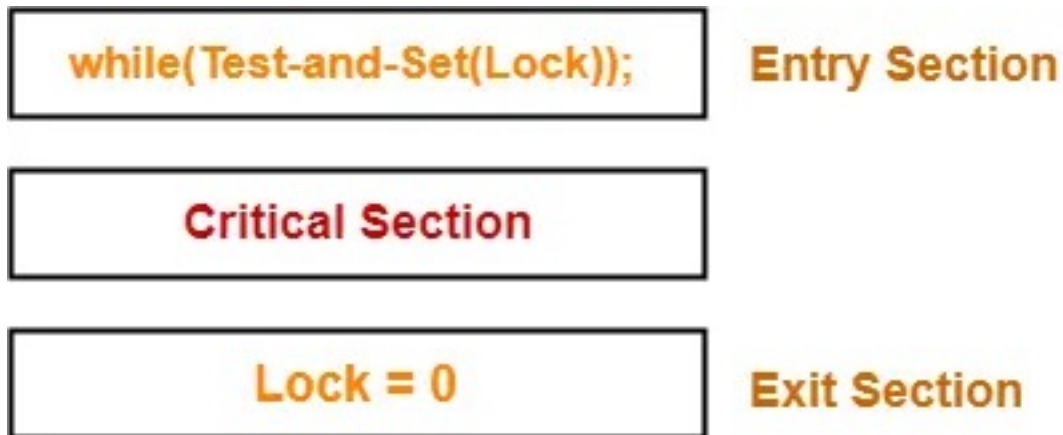 while(Test-and-Set(Lock)); Entry Section
Critical Section
Lock = 0 Exit Section